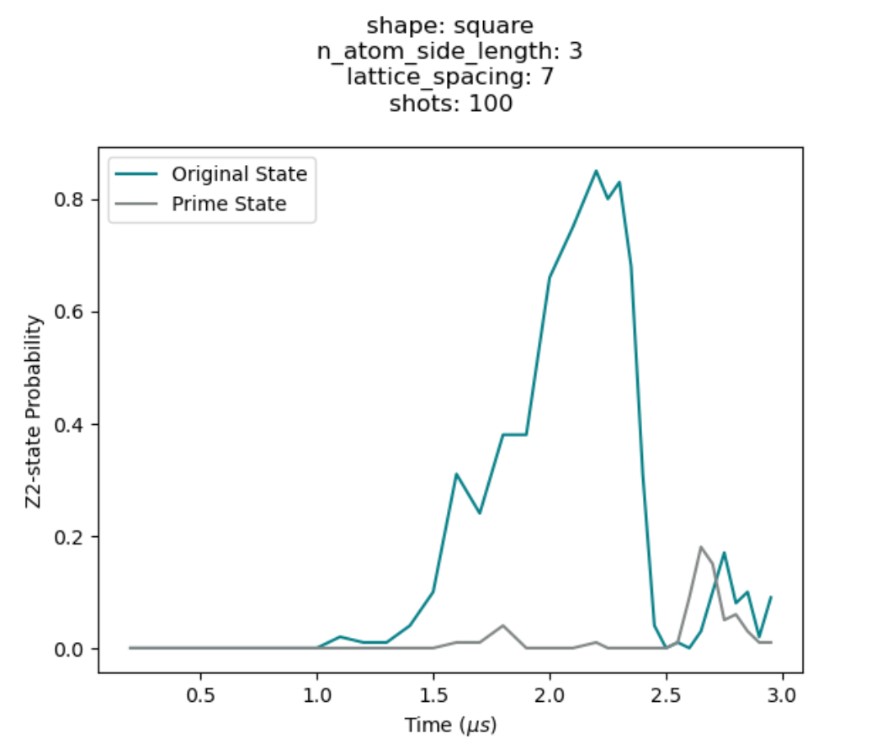 shape: square
n_atom_side_length: 3
lattice_spacing: 7
shots: 100
Original State
Prime State
Z2-state Probability
0.8
0.6
0.4
0.2
0.0
0.5 1.0 1.5 2.0 2.5 3.0
Time (μs)